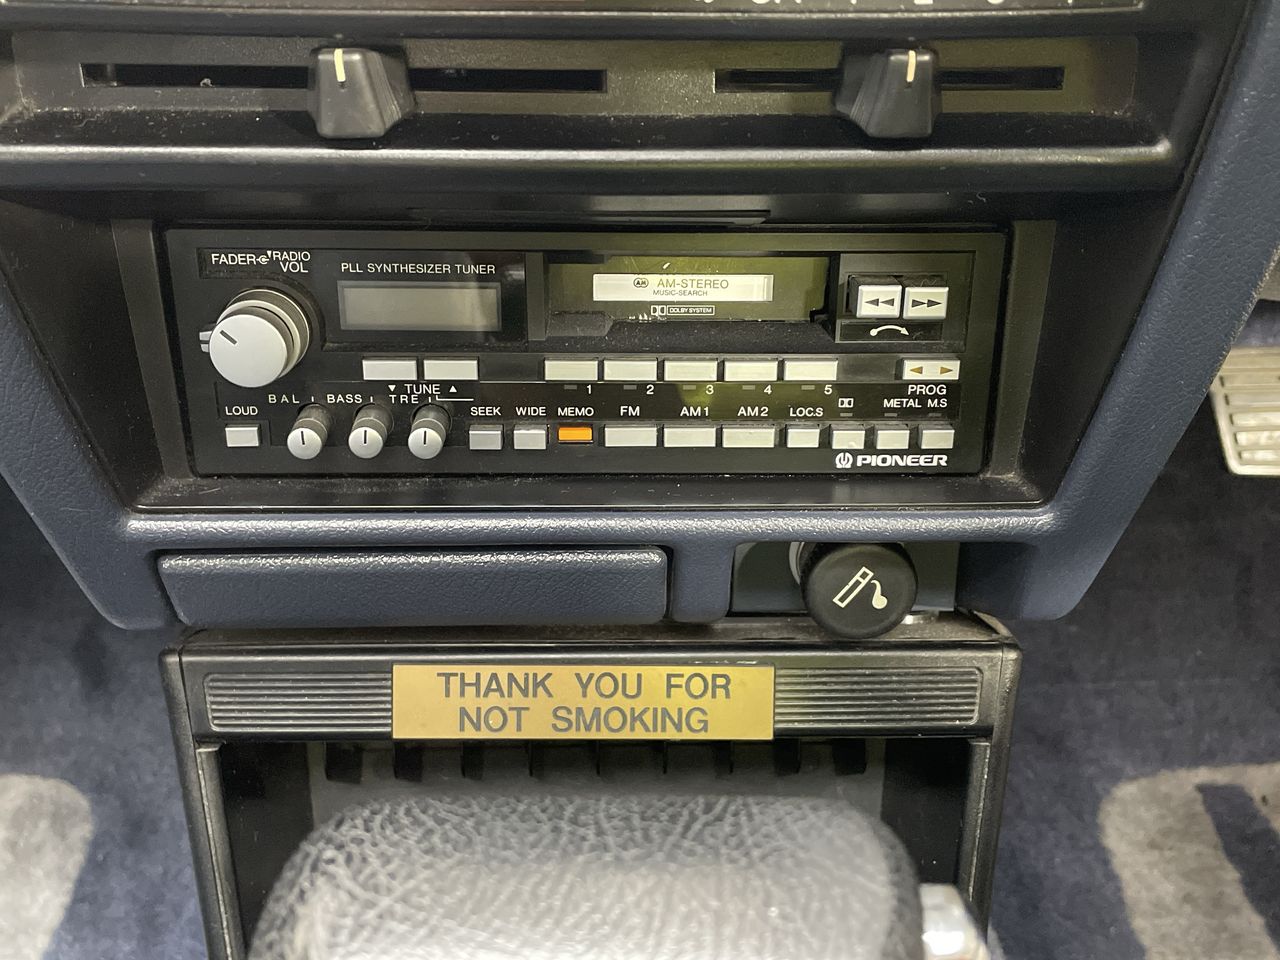 FADER RADIO
VOL
PLL SYNTHESIZER TUNER
AM AM-STEREO
MUSIC-SEARCH
DOLBY SYSTEM
TUNE
1 2 3 4 5
PROG
BAL BASS TRE
METAL M.S
LOUD SEEK WIDE MEMO FM AM1 AM2 LOC.S
PIONEER
THANK YOU FOR
NOT SMOKING